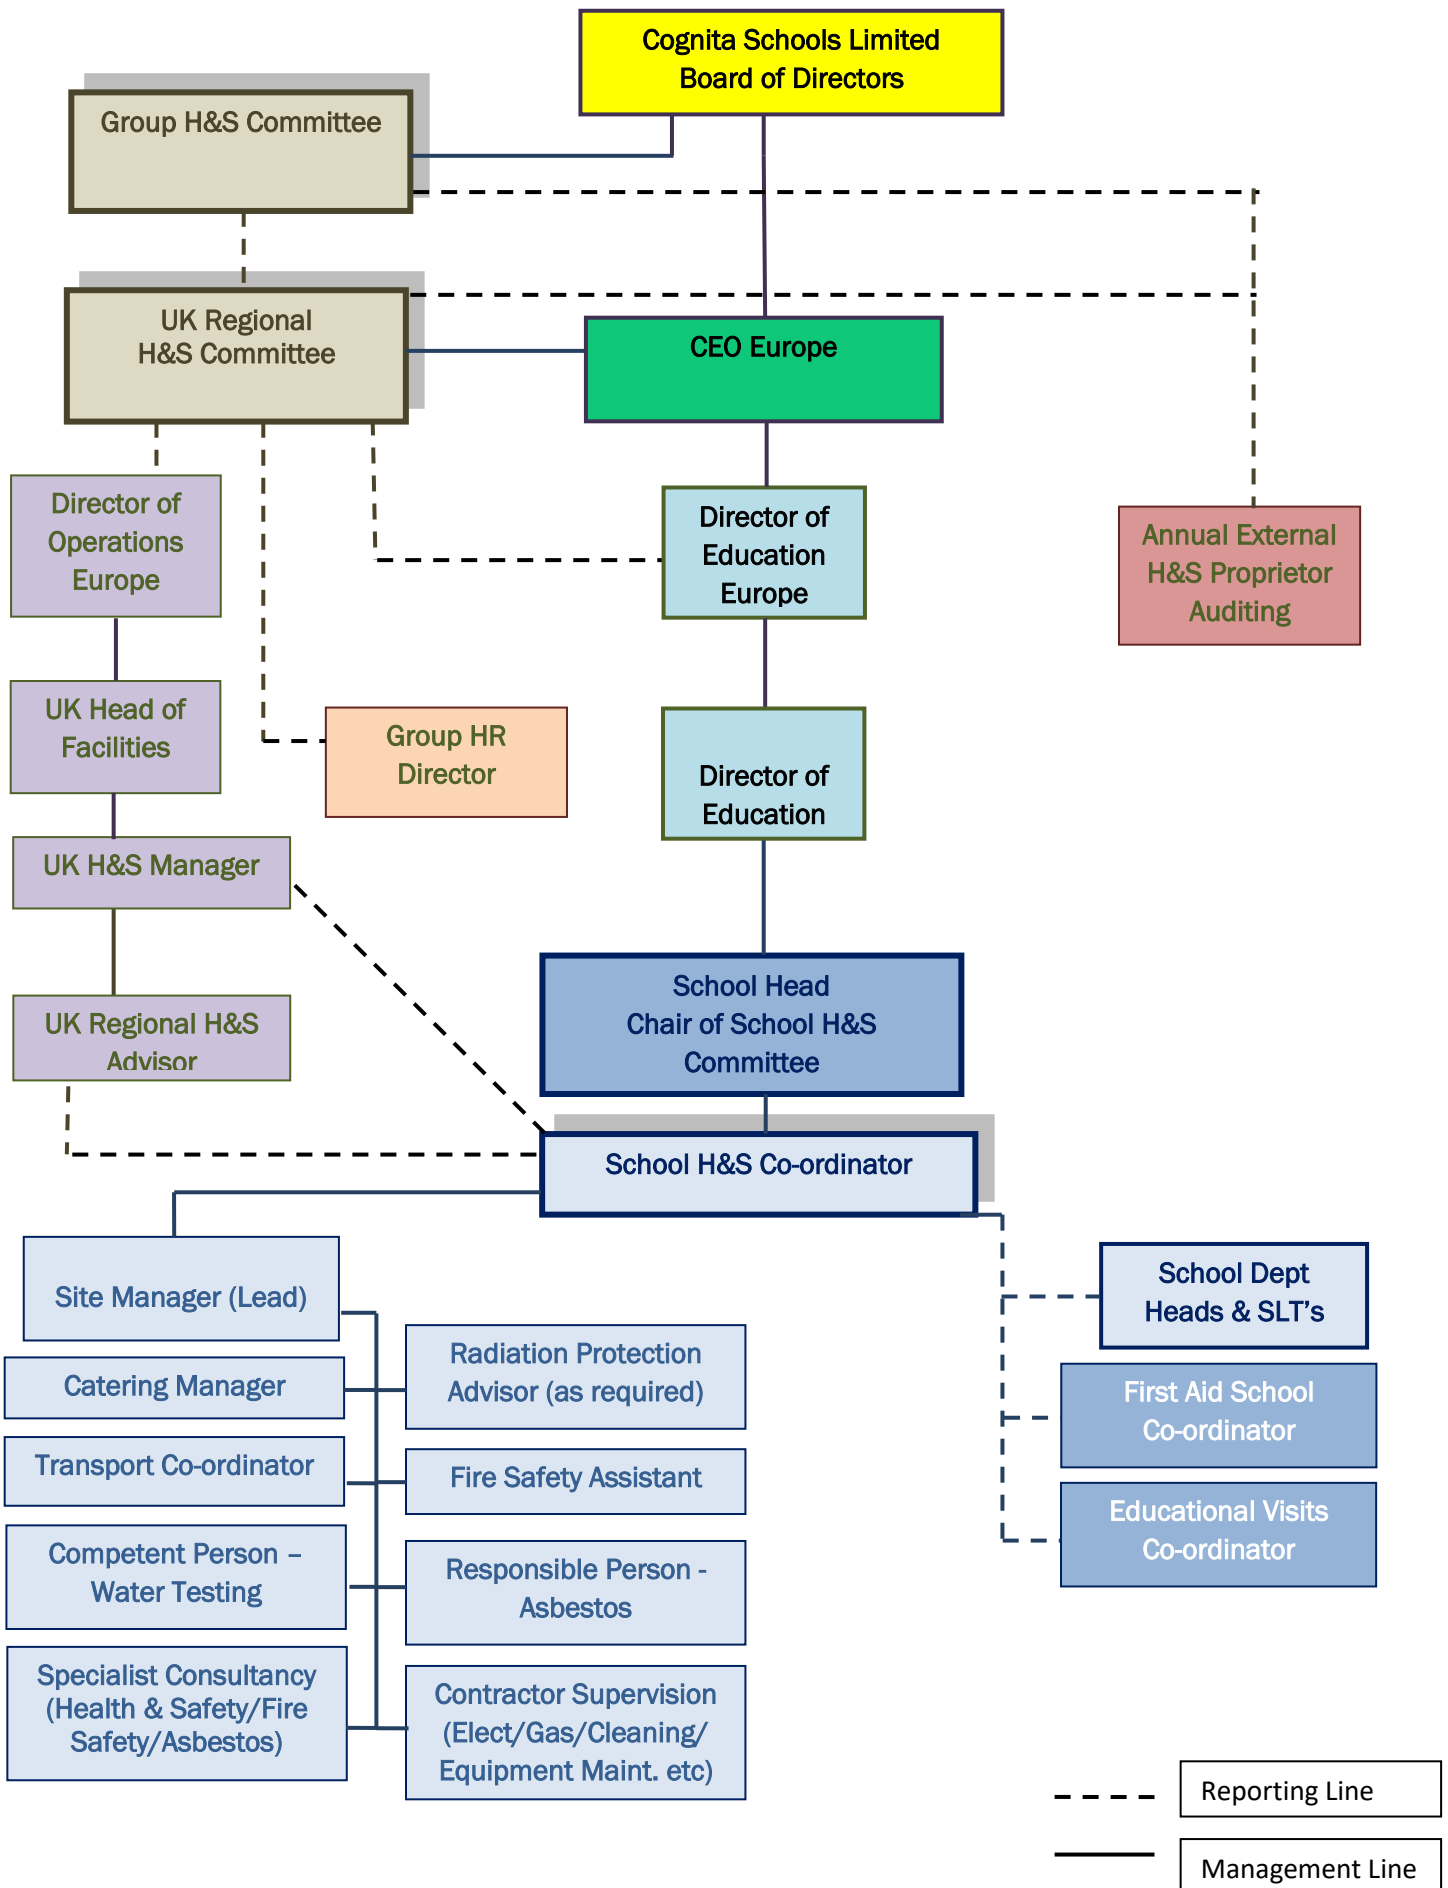 Cognita Schools Limited
Board of Directors
Group H&S Committee
UK Regional
H&S Committee
CEO Europe
Director of
Operations
Europe
Director of
Education
Europe
Annual External
H&S Proprietor
Auditing
UK Head of
Facilities
Group HR
Director
Director of
Education
UK H&S Manager
School Head
Chair of School H&S
Committee
UK Regional H&S
Advisor
School H&S Co-ordinator
Site Manager (Lead)
School Dept
Heads & SLT’s
Radiation Protection
Advisor (as required)
Catering Manager
First Aid School
Co-ordinator
Transport Co-ordinator
Fire Safety Assistant
Educational Visits
Co-ordinator
Competent Person –
Water Testing
Responsible Person -
Asbestos
Specialist Consultancy
(Health & Safety/Fire
Safety/Asbestos)
Contractor Supervision
(Elect/Gas/Cleaning/
Equipment Maint. etc)
Reporting Line
Management Line